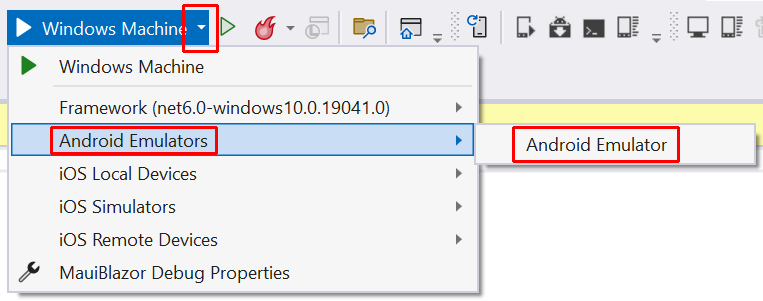 Windows Machine
Windows Machine
Framework (net6.0-windows10.0.19041.0)
Android Emulators
Android Emulator
iOS Local Devices
iOS Simulators
iOS Remote Devices
MauiBlazor Debug Properties